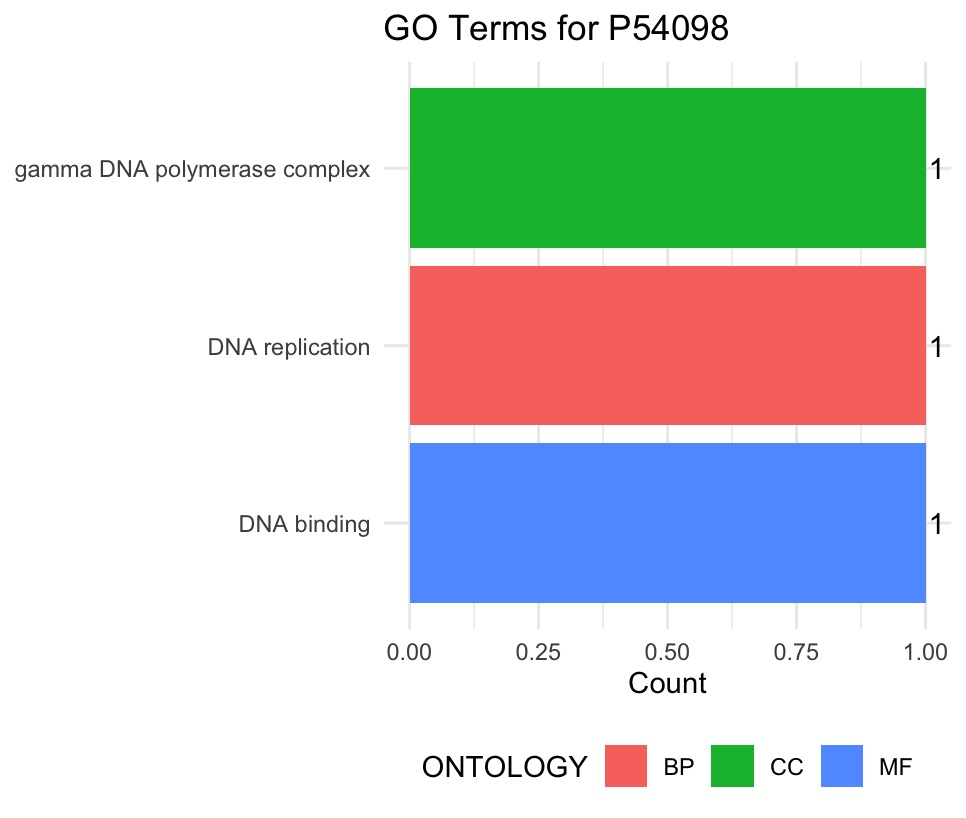 GO Terms for P54098
gamma DNA polymerase complex
1
DNA replication
1
DNA binding
1
0.00 0.25 0.50 0.75 1.00
Count
ONTOLOGY BP CC MF